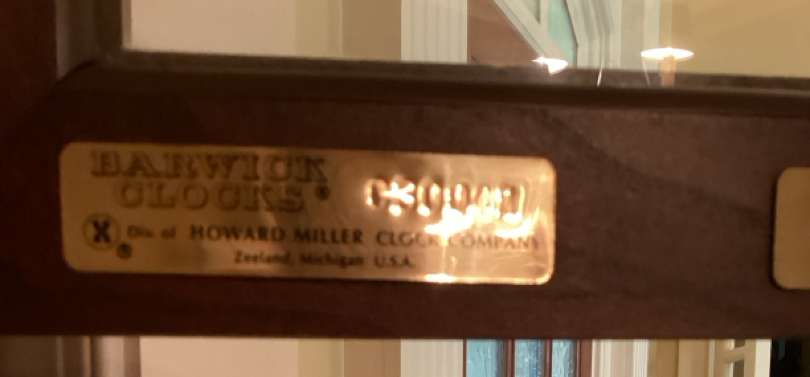 BARWICK
CLOCKS ®
X ® Div. of HOWARD MILLER CLOCK COMPANY
Zeeland, Michigan U.S.A.